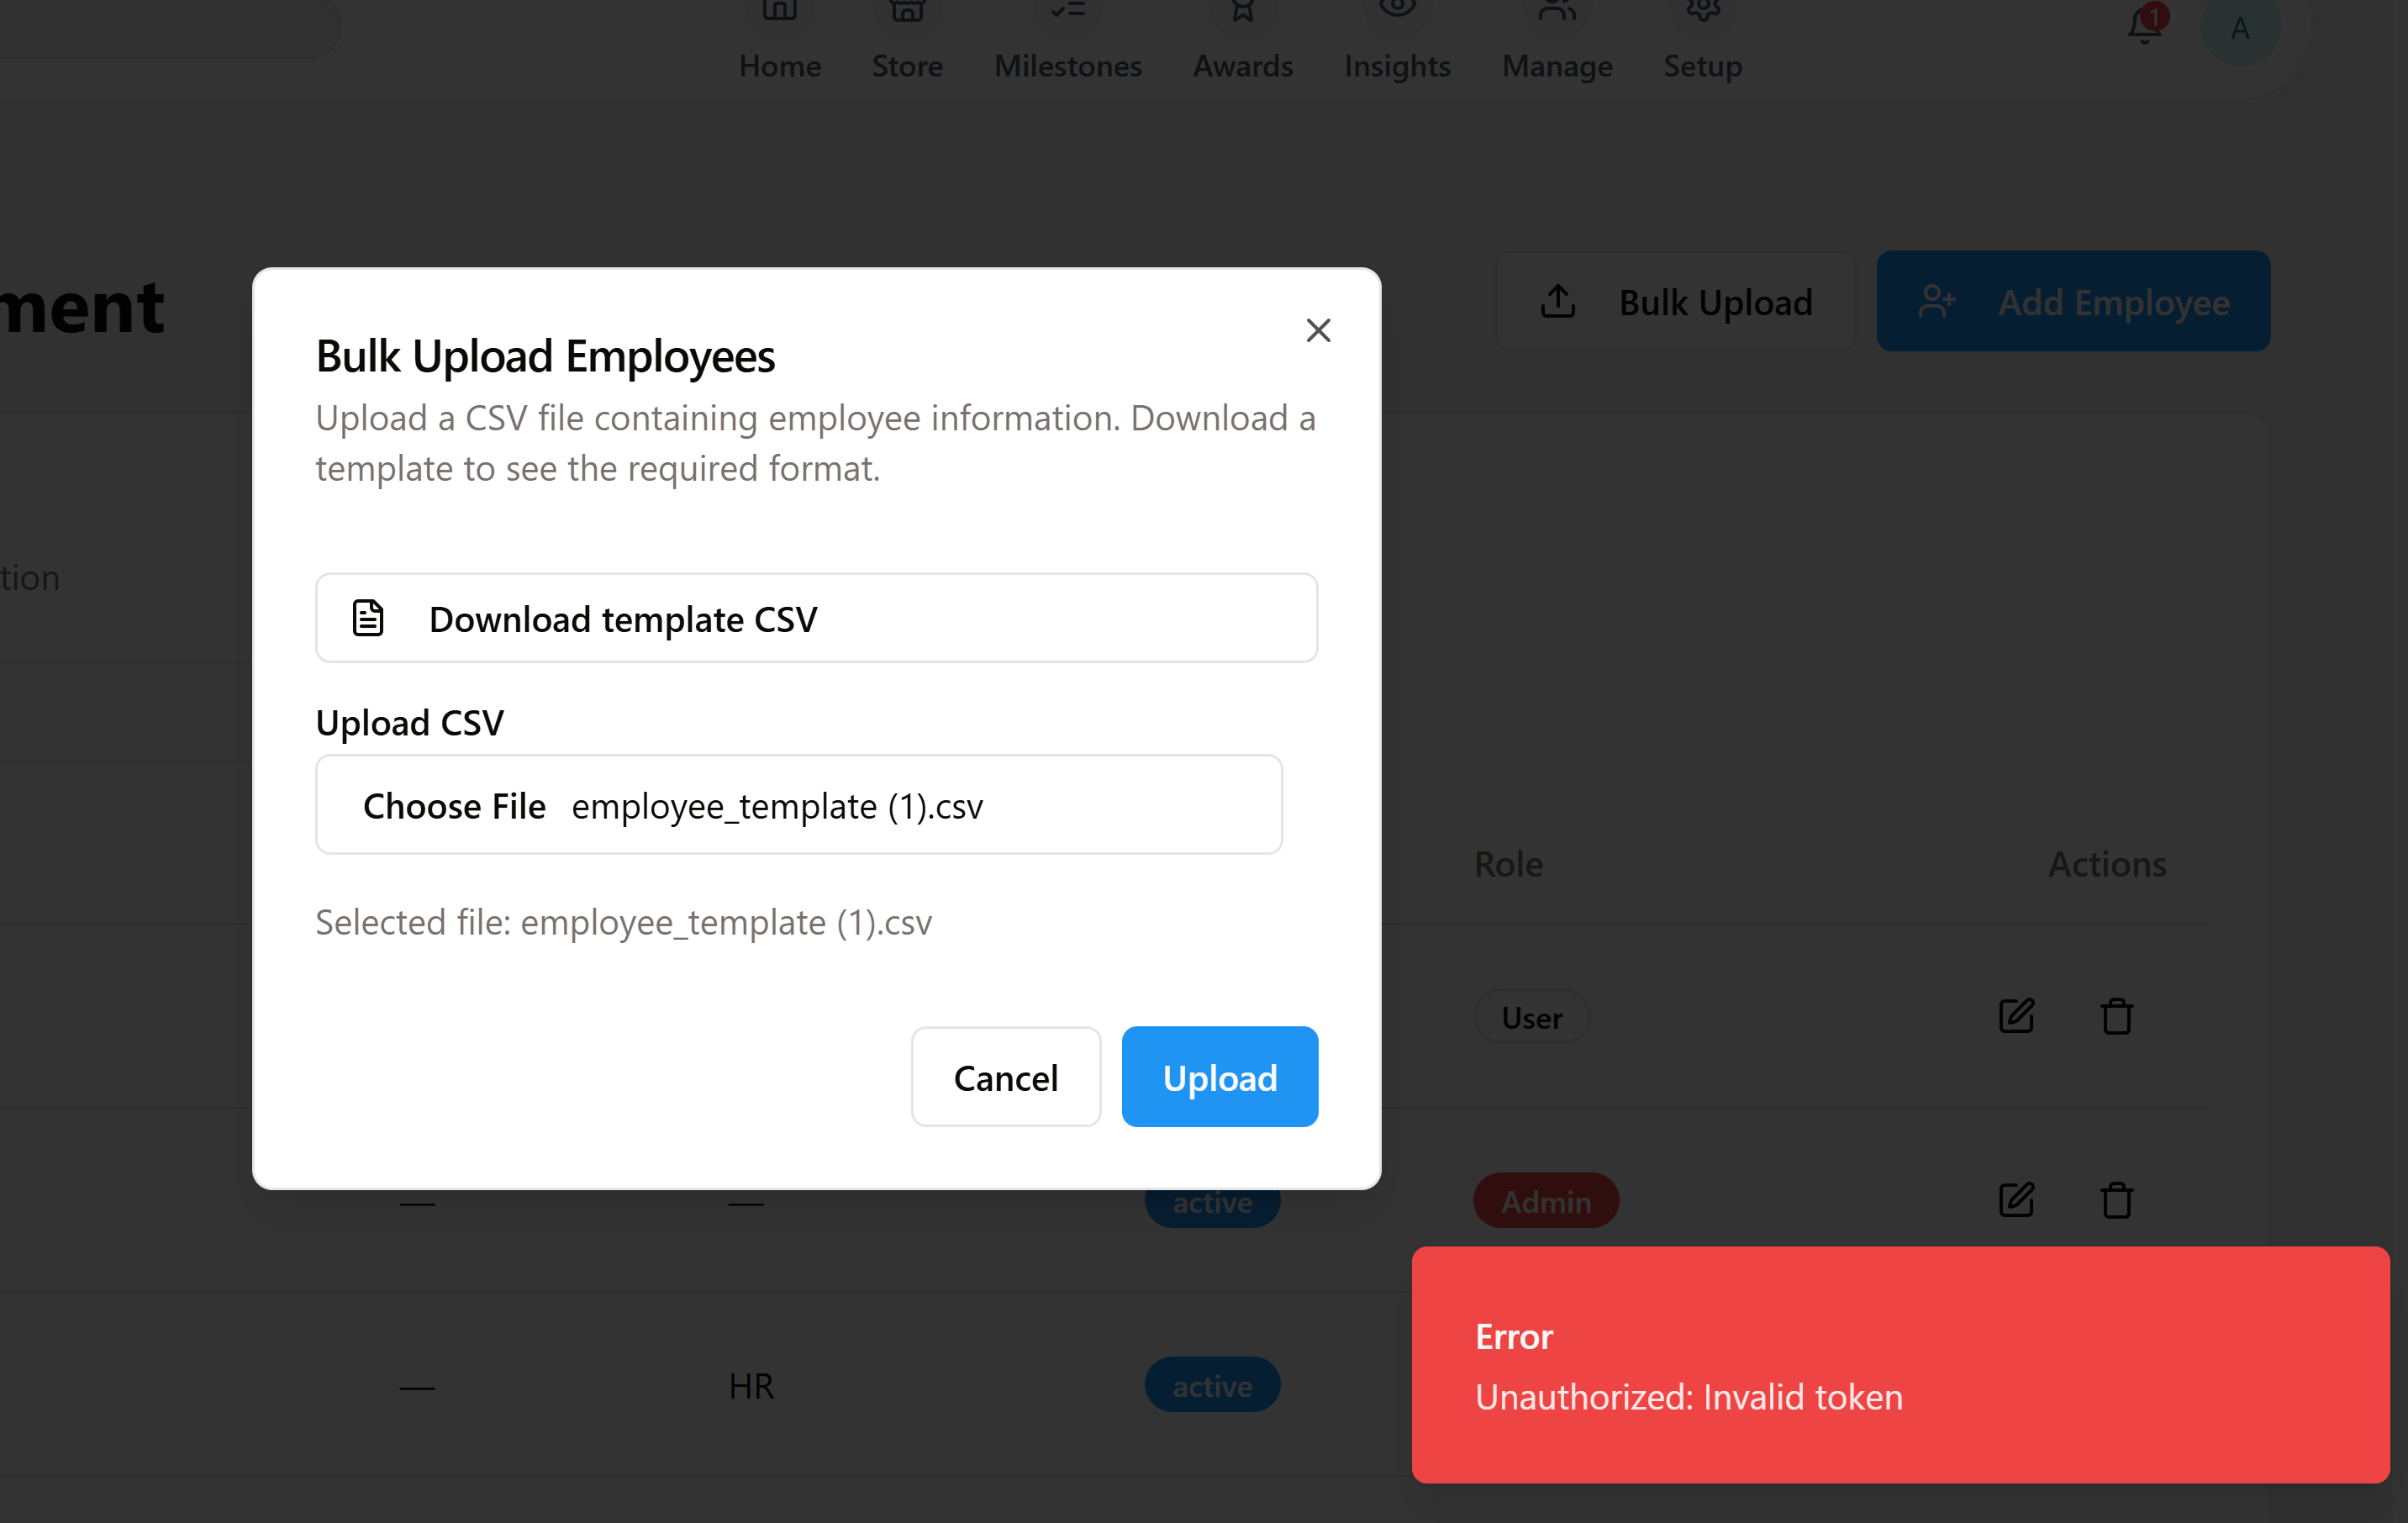 Home Store Milestones Awards Insights Manage Setup
1
A
ment
Bulk Upload
Add Employee
Bulk Upload Employees
Upload a CSV file containing employee information. Download a
template to see the required format.
tion
Download template CSV
Upload CSV
Choose File employee_template (1).csv
Selected file: employee_template (1).csv
Cancel
Upload
Role
Actions
User
— — active Admin
— HR active
Error
Unauthorized: Invalid token